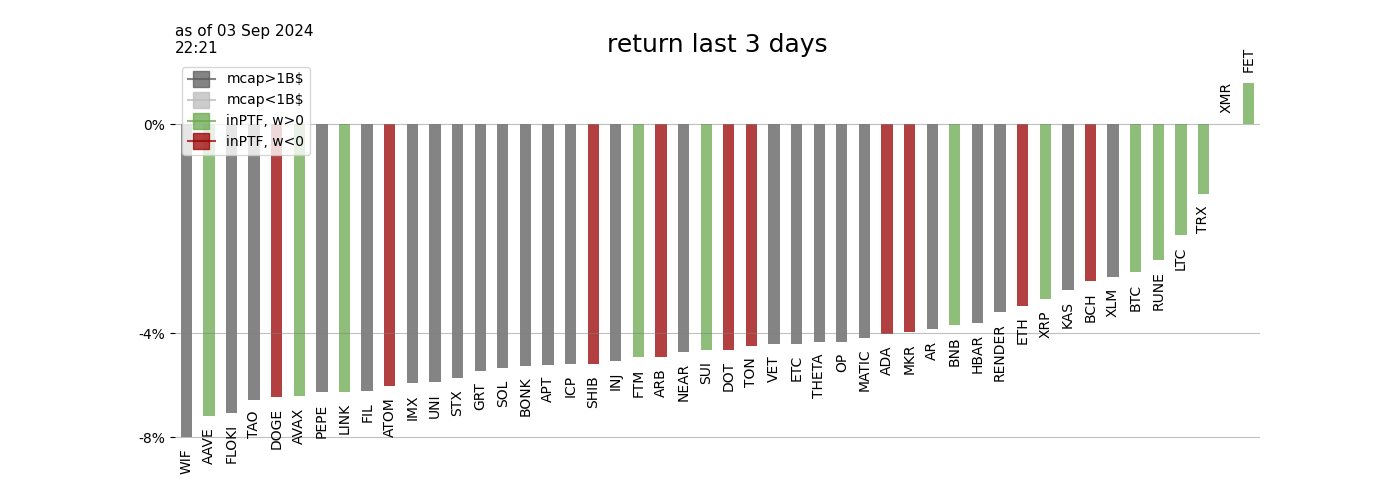 as of 03 Sep 2024
22:21
return last 3 days
mcap>1B$
mcap<1B$
inPTF, w>0
inPTF, w<0
0%
-4%
-8%
WIF
AAVE
FLOKI
TAO
DOGE
AVAX
PEPE
LINK
FIL
ATOM
IMX
UNI
STX
GRT
SOL
BONK
APT
ICP
SHIB
INJ
FTM
ARB
NEAR
SUI
DOT
TON
VET
ETC
THETA
OP
MATIC
ADA
MKR
AR
BNB
HBAR
RENDER
ETH
XRP
KAS
BCH
XLM
BTC
RUNE
LTC
TRX
XMR
FET